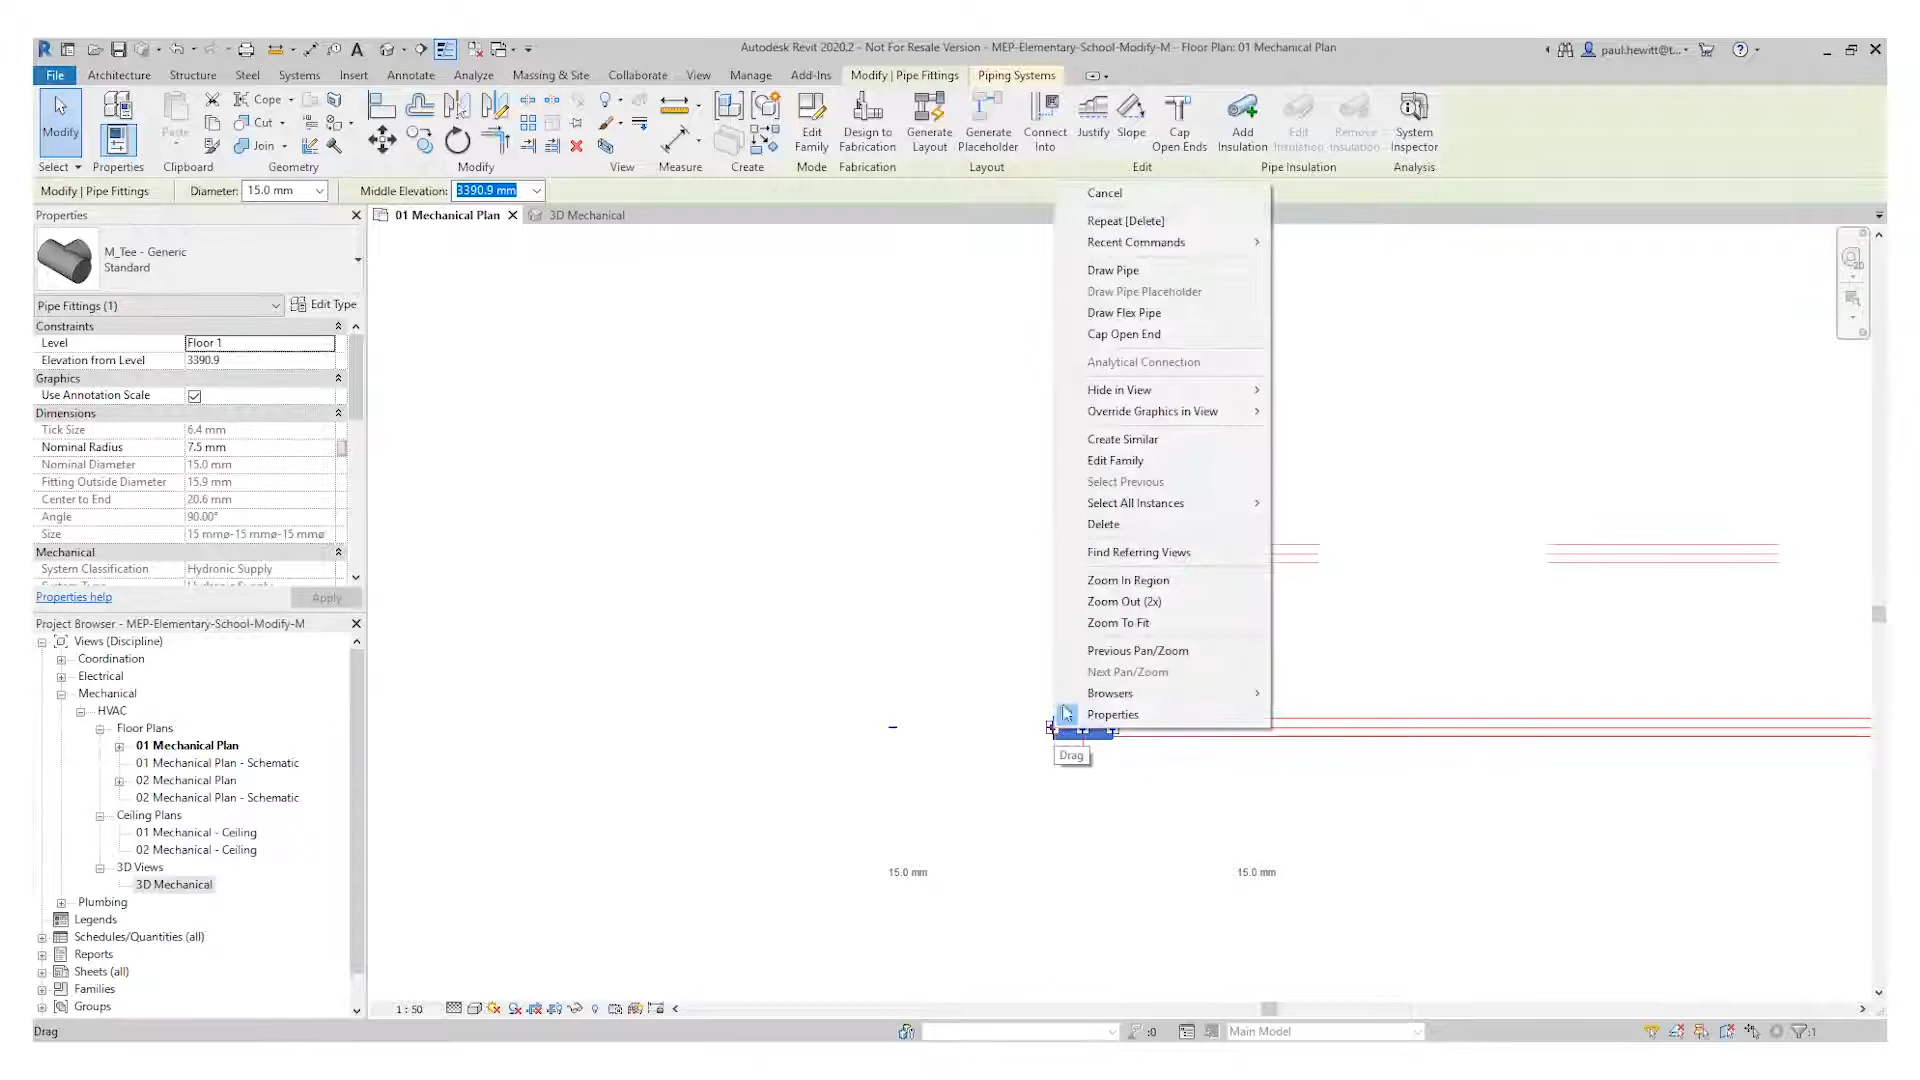 Autodesk Revit 2020.2 - Not For Resale Version - MEP-Elementary-School-Modify-M - Floor Plan: 01 Mechanical Plan
paul.hewitt@t...
File Architecture Structure Steel Systems Insert Annotate Analyze Massing & Site Collaborate View Manage Add-Ins Modify | Pipe Fittings Piping Systems
Modify
Paste
Cope
Cut
Join
Edit Family
Design to Fabrication
Generate Layout
Generate Placeholder
Connect Into
Justify
Slope
Cap Open Ends
Add Insulation
Edit Insulation
Remove Insulation
System Inspector
Select Properties Clipboard Geometry Modify View Measure Create Mode Fabrication Layout Edit Pipe Insulation Analysis
Modify | Pipe Fittings Diameter: 15.0 mm Middle Elevation: 3390.9 mm
Properties
01 Mechanical Plan
3D Mechanical
M_Tee - Generic
Standard
Pipe Fittings (1) Edit Type
Constraints
Level Floor 1
Elevation from Level 3390.9
Graphics
Use Annotation Scale
Dimensions
Tick Size 6.4 mm
Nominal Radius 7.5 mm
Nominal Diameter 15.0 mm
Fitting Outside Diameter 15.9 mm
Center to End 20.6 mm
Angle 90.00°
Size 15 mmø-15 mmø-15 mmø
Mechanical
System Classification Hydronic Supply
Properties help Apply
Project Browser - MEP-Elementary-School-Modify-M
Views (Discipline)
Coordination
Electrical
Mechanical
HVAC
Floor Plans
01 Mechanical Plan
01 Mechanical Plan - Schematic
02 Mechanical Plan
02 Mechanical Plan - Schematic
Ceiling Plans
01 Mechanical - Ceiling
02 Mechanical - Ceiling
3D Views
3D Mechanical
Plumbing
Legends
Schedules/Quantities (all)
Reports
Sheets (all)
Families
Groups
Cancel
Repeat [Delete]
Recent Commands
Draw Pipe
Draw Pipe Placeholder
Draw Flex Pipe
Cap Open End
Analytical Connection
Hide in View
Override Graphics in View
Create Similar
Edit Family
Select Previous
Select All Instances
Delete
Find Referring Views
Zoom In Region
Zoom Out (2x)
Zoom To Fit
Previous Pan/Zoom
Next Pan/Zoom
Browsers
Properties
Drag
15.0 mm
15.0 mm
1 : 50
Drag
:0
Main Model
:1